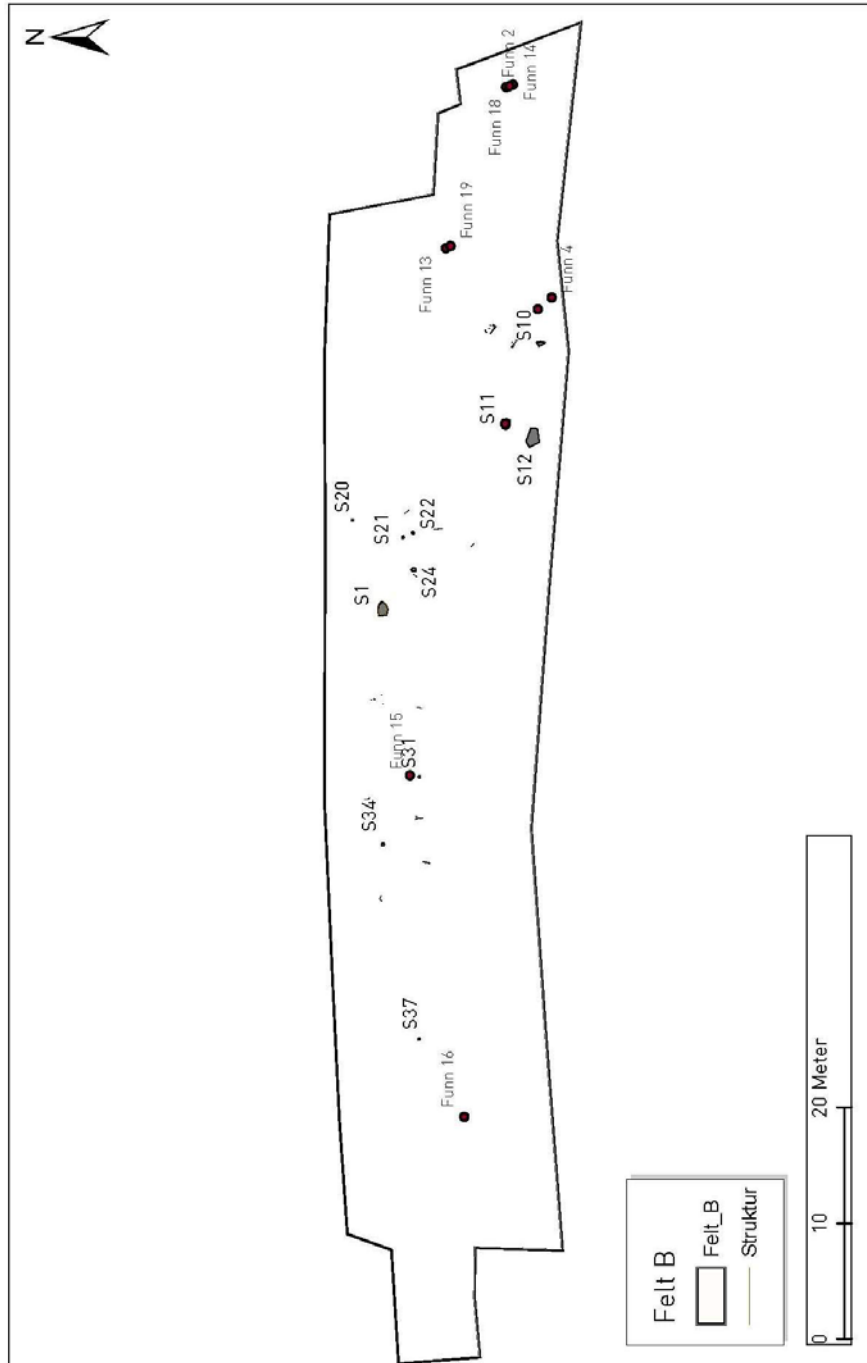 N
Funn 2
Funn 14
Funn 18
Funn 19
Funn 13
Funn 4
S10
S11
S12
S20
S21
S22
S24
S1
Funn 15
S31
S34
S37
Funn 16
Felt B
Felt_B
Struktur
0 10 20 Meter